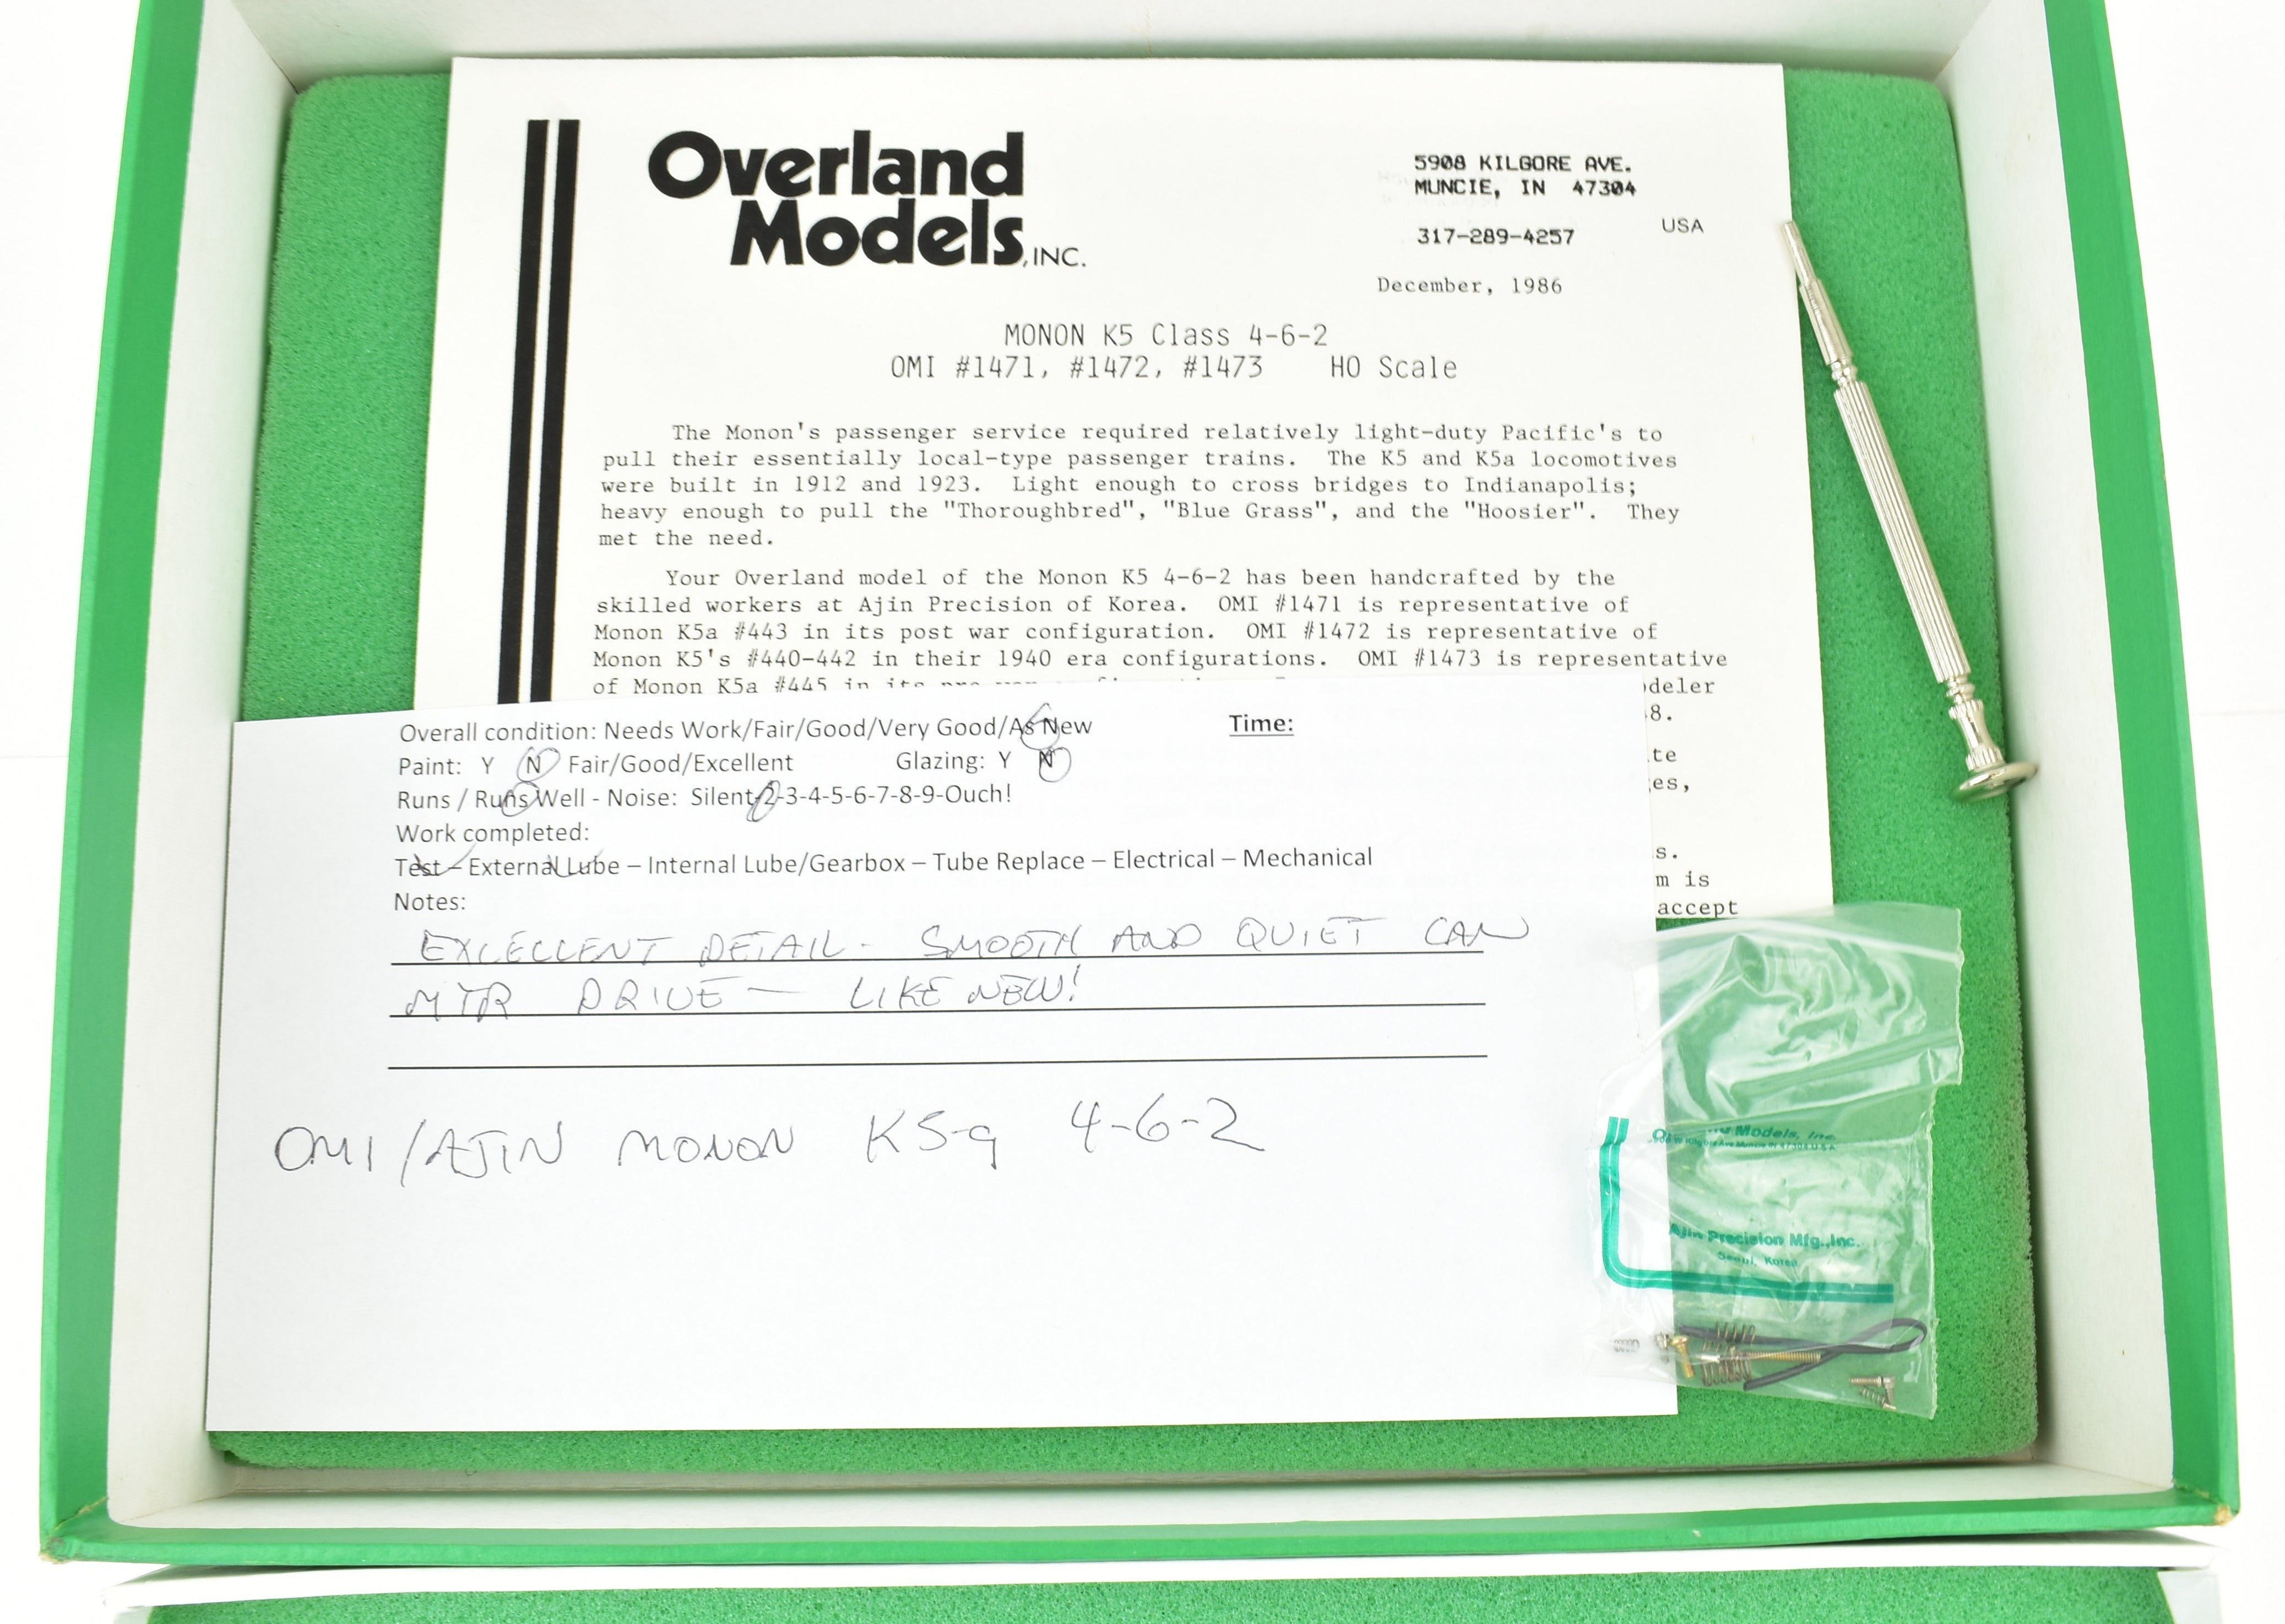 Overland
Models, INC.
5908 KILGORE AVE.
MUNCIE, IN 47304
USA
317-289-4257
December, 1986
MONON K5 Class 4-6-2
OMI #1471, #1472, #1473 HO Scale
The Monon's passenger service required relatively light-duty Pacific's to
pull their essentially local-type passenger trains. The K5 and K5a locomotives
were built in 1912 and 1923. Light enough to cross bridges to Indianapolis;
heavy enough to pull the "Thoroughbred", "Blue Grass", and the "Hoosier". They
met the need.
Your Overland model of the Monon K5 4-6-2 has been handcrafted by the
skilled workers at Ajin Precision of Korea. OMI #1471 is representative of
Monon K5a #443 in its post war configuration. OMI #1472 is representative of
Monon K5's #440-442 in their 1940 era configurations. OMI #1473 is representative
of Monon K5a #445 in its
8.
s.
m is
accept
Overall condition: Needs Work/Fair/Good/Very Good/As New Time:
Paint: Y N Fair/Good/Excellent Glazing: Y N
Runs / Runs Well - Noise: Silent-2-3-4-5-6-7-8-9-Ouch!
Work completed:
Test – External Lube – Internal Lube/Gearbox – Tube Replace – Electrical – Mechanical
Notes:
EXCELLENT DETAIL - SMOOTH AND QUIET CAN
MTR DRIVE — LIKE NEW!
OMI/AJIN MONON K5-a 4-6-2
Models, Inc.
Ajin Precision Mfg., Inc.
Seoul, Korea